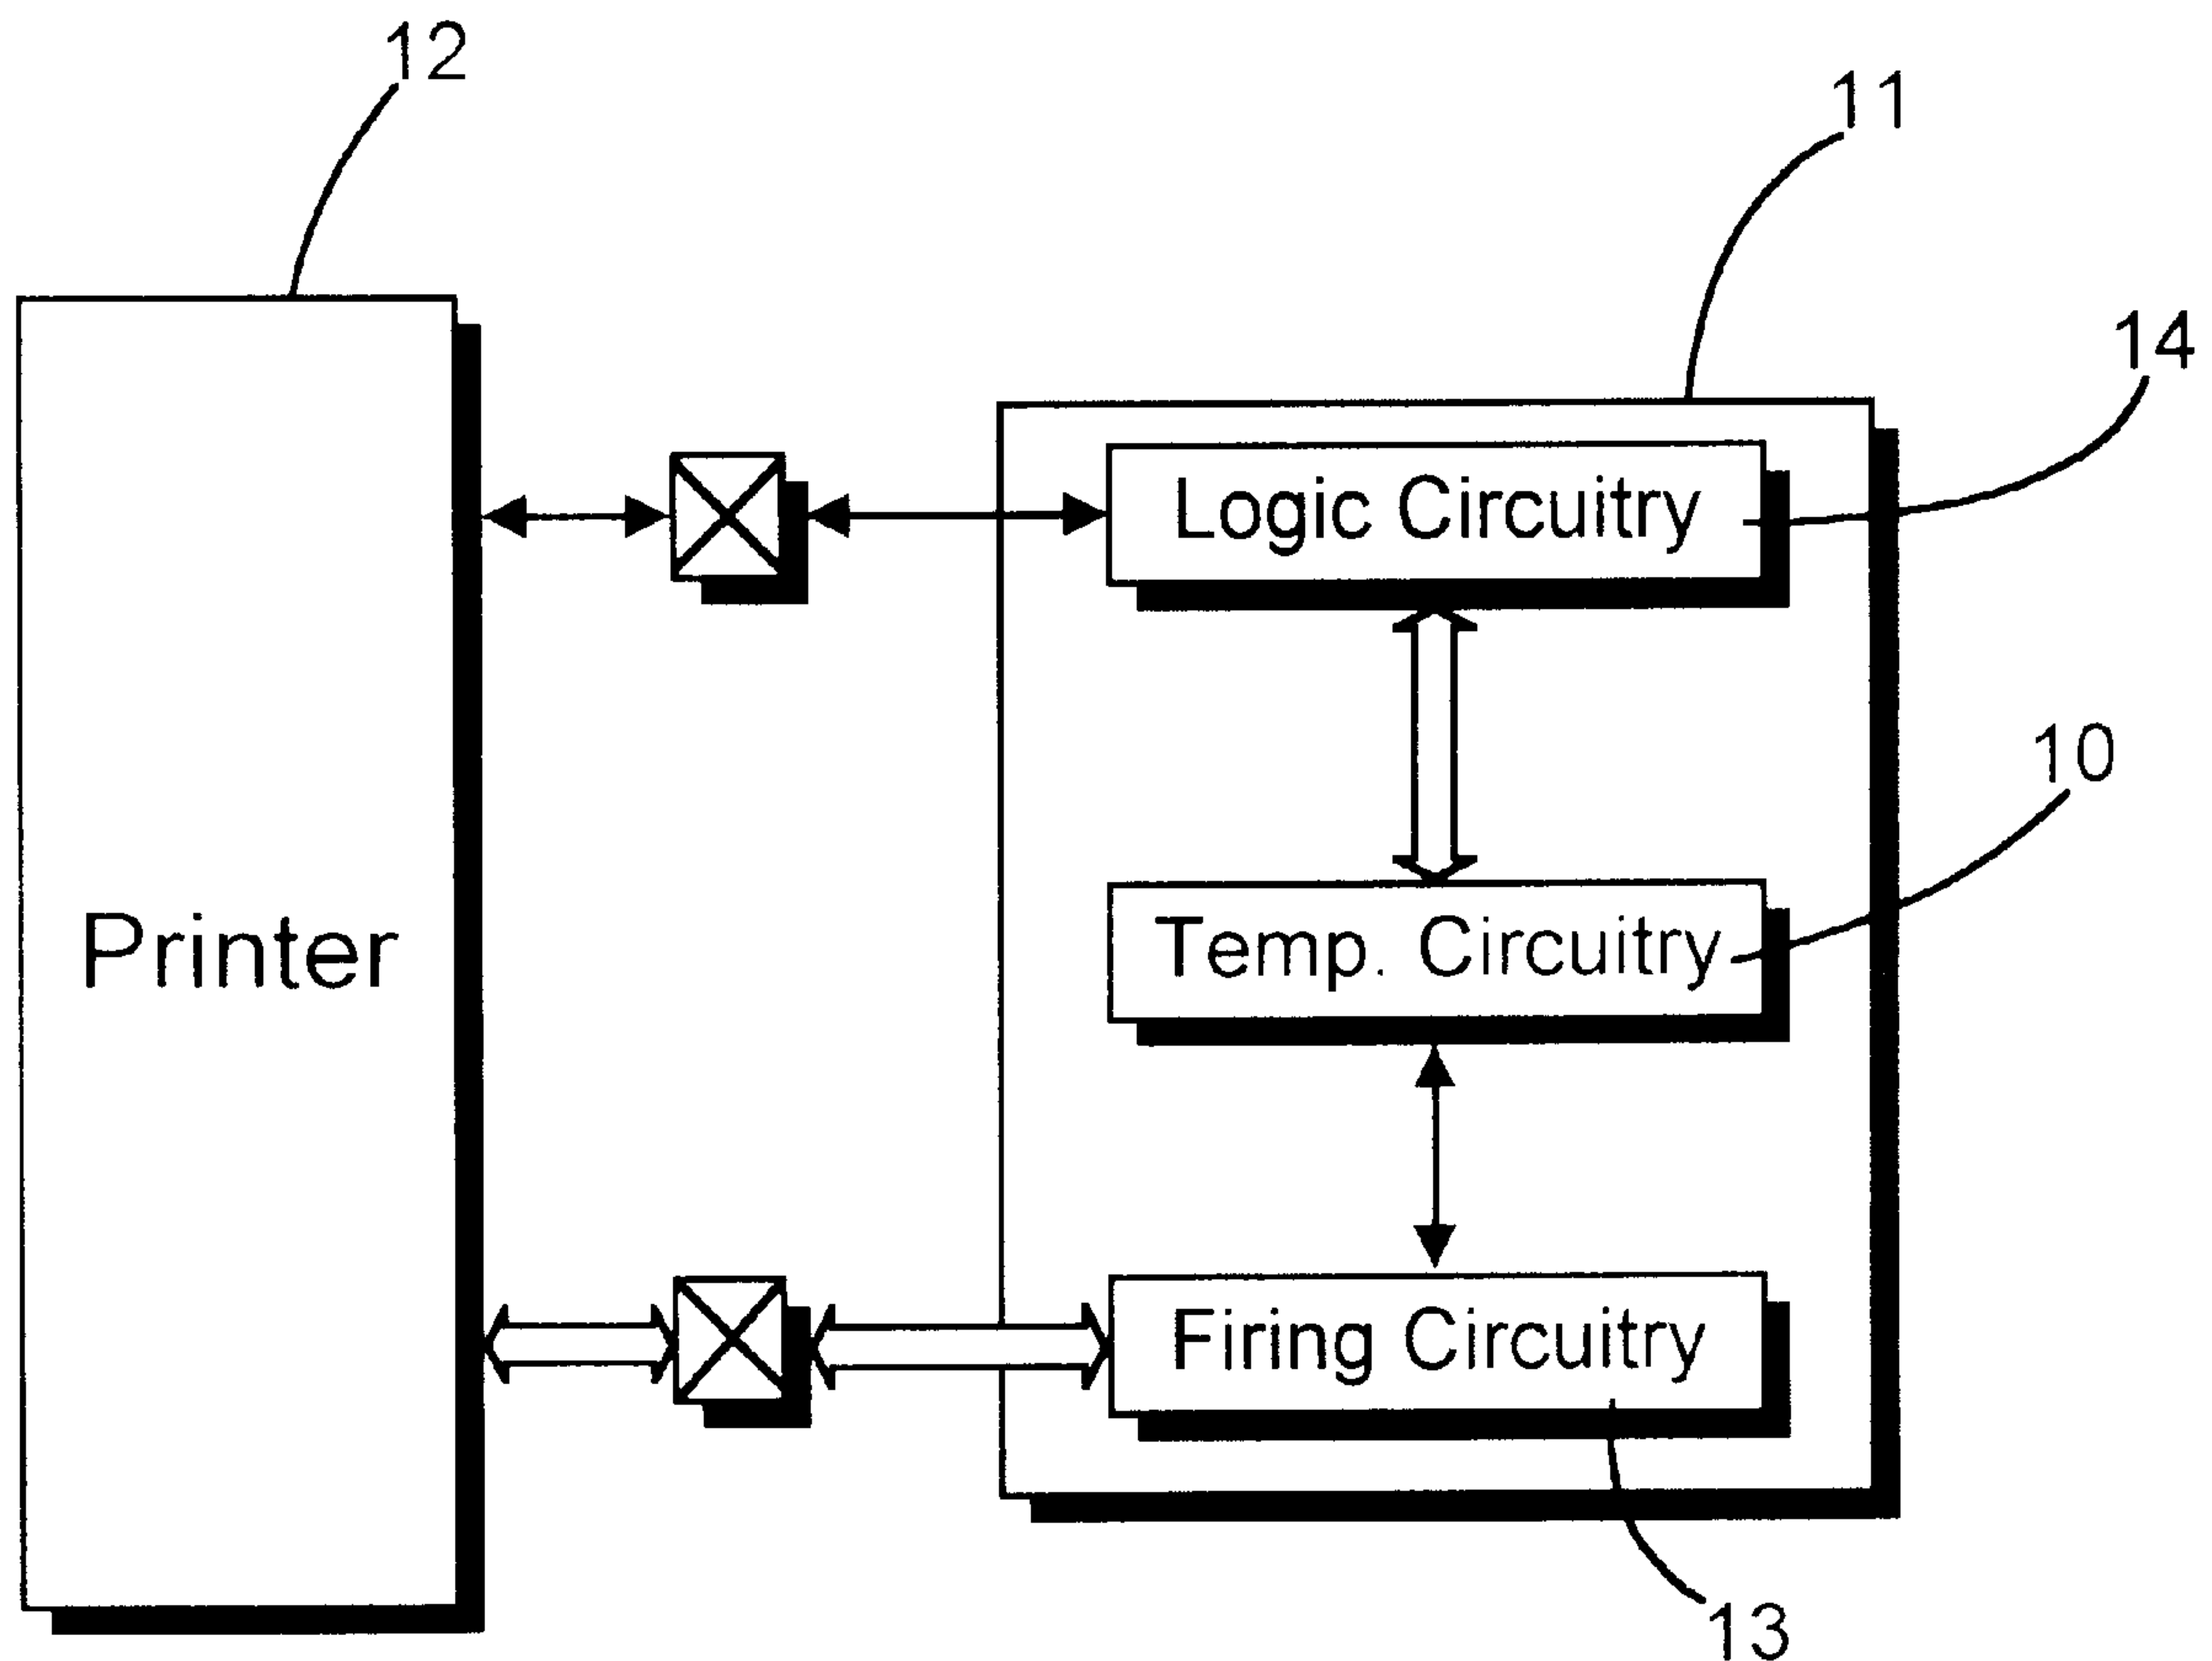 12
11
14
Logic Circuitry
10
Temp. Circuitry
Printer
Firing Circuitry
13